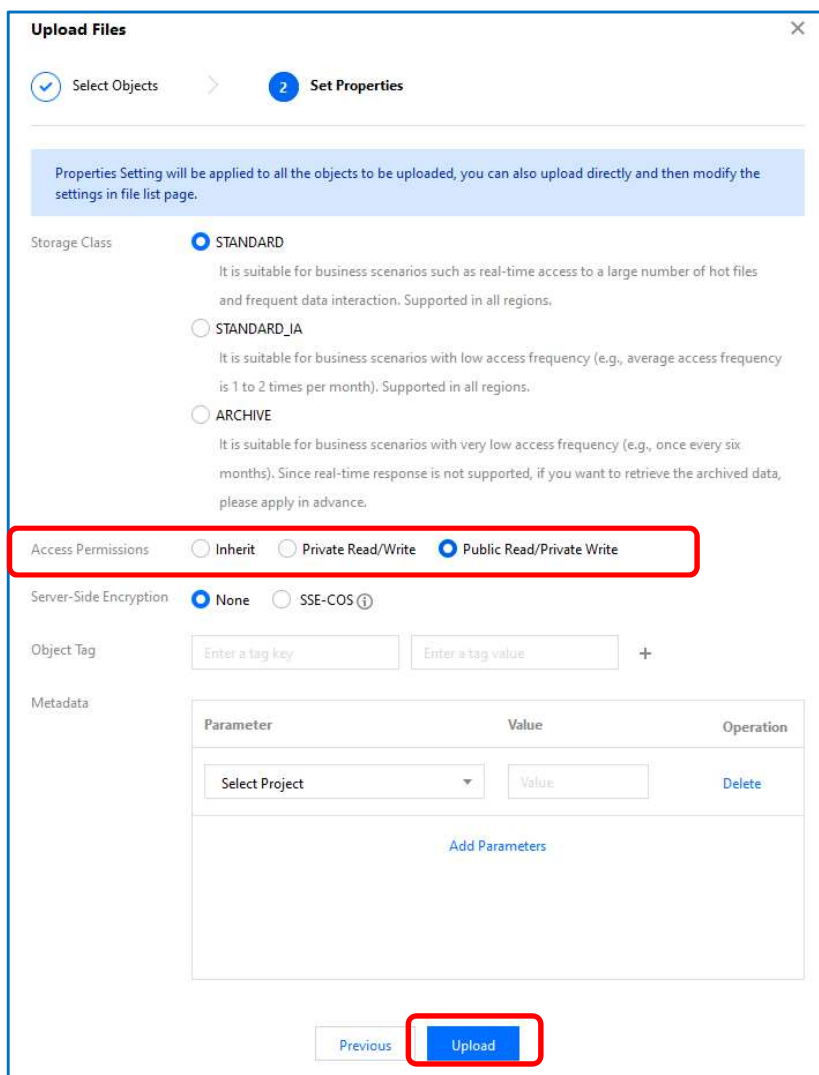 Upload Files
Select Objects
2 Set Properties
Properties Setting will be applied to all the objects to be uploaded, you can also upload directly and then modify the
settings in file list page.
Storage Class
STANDARD
It is suitable for business scenarios such as real-time access to a large number of hot files
and frequent data interaction. Supported in all regions.
STANDARD_IA
It is suitable for business scenarios with low access frequency (e.g., average access frequency
is 1 to 2 times per month). Supported in all regions.
ARCHIVE
It is suitable for business scenarios with very low access frequency (e.g., once every six
months). Since real-time response is not supported, if you want to retrieve the archived data,
please apply in advance.
Access Permissions Inherit Private Read/Write Public Read/Private Write
Server-Side Encryption None SSE-COS
Object Tag Enter a tag key Enter a tag value +
Metadata
Parameter Value Operation
Select Project Value Delete
Add Parameters
Previous Upload